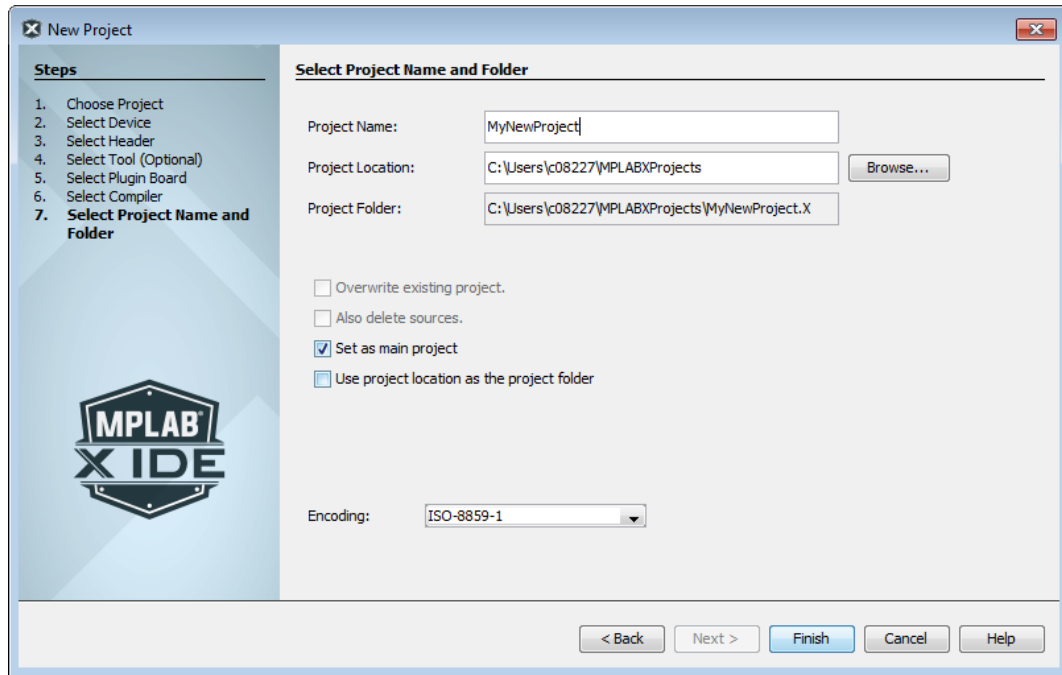 New Project
Steps
1. Choose Project
2. Select Device
3. Select Header
4. Select Tool (Optional)
5. Select Plugin Board
6. Select Compiler
7. Select Project Name and
Folder
MPLAB®
X IDE
Select Project Name and Folder
Project Name: MyNewProject
Project Location: C:\Users\c08227\MPLABXProjects Browse...
Project Folder: C:\Users\c08227\MPLABXProjects\MyNewProject.X
Overwrite existing project.
Also delete sources.
Set as main project
Use project location as the project folder
Encoding: ISO-8859-1
< Back Next > Finish Cancel Help